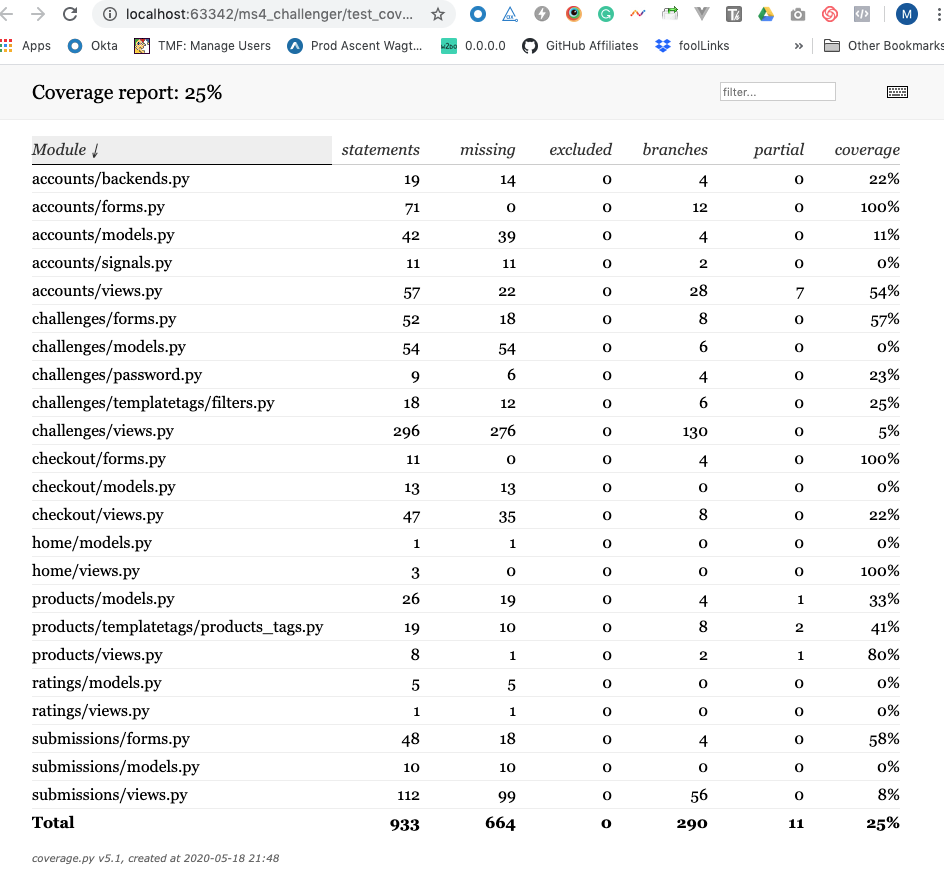 localhost:63342/ms4_challenger/test_cov...
M
Apps Okta TMF: Manage Users Prod Ascent Wagt... 0.0.0.0 GitHub Affiliates foolLinks » Other Bookmarks
Coverage report: 25% filter...
Module ↓ statements missing excluded branches partial coverage
accounts/backends.py 19 14 0 4 0 22%
accounts/forms.py 71 0 0 12 0 100%
accounts/models.py 42 39 0 4 0 11%
accounts/signals.py 11 11 0 2 0 0%
accounts/views.py 57 22 0 28 7 54%
challenges/forms.py 52 18 0 8 0 57%
challenges/models.py 54 54 0 6 0 0%
challenges/password.py 9 6 0 4 0 23%
challenges/templatetags/filters.py 18 12 0 6 0 25%
challenges/views.py 296 276 0 130 0 5%
checkout/forms.py 11 0 0 4 0 100%
checkout/models.py 13 13 0 0 0 0%
checkout/views.py 47 35 0 8 0 22%
home/models.py 1 1 0 0 0 0%
home/views.py 3 0 0 0 0 100%
products/models.py 26 19 0 4 1 33%
products/templatetags/products_tags.py 19 10 0 8 2 41%
products/views.py 8 1 0 2 1 80%
ratings/models.py 5 5 0 0 0 0%
ratings/views.py 1 1 0 0 0 0%
submissions/forms.py 48 18 0 4 0 58%
submissions/models.py 10 10 0 0 0 0%
submissions/views.py 112 99 0 56 0 8%
Total 933 664 0 290 11 25%
coverage.py v5.1, created at 2020-05-18 21:48